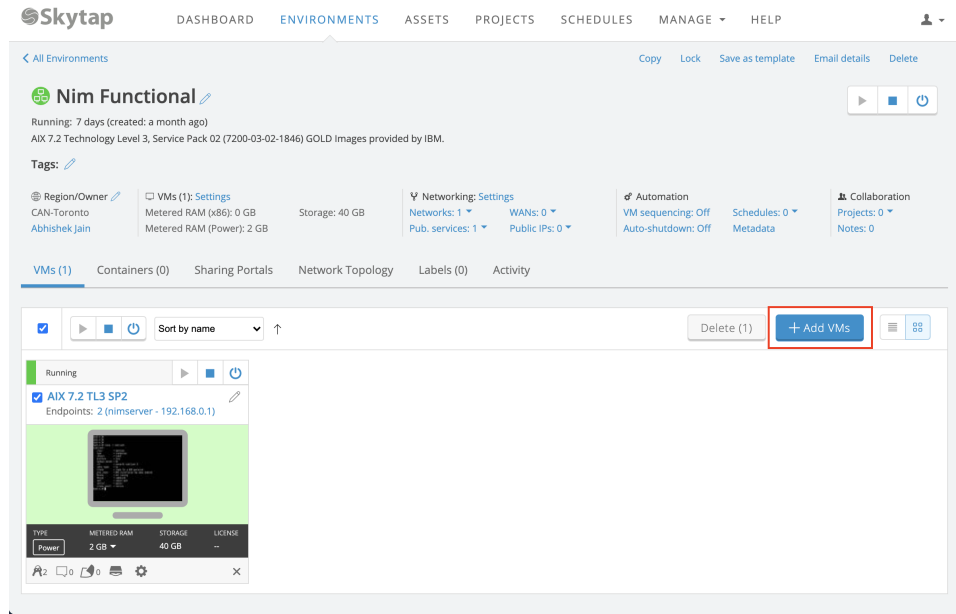 Skytap DASHBOARD ENVIRONMENTS ASSETS PROJECTS SCHEDULES MANAGE HELP
All Environments Copy Lock Save as template Email details Delete
Nim Functional
Running: 7 days (created: a month ago)
AIX 7.2 Technology Level 3, Service Pack 02 (7200-03-02-1846) GOLD Images provided by IBM.
Tags:
Region/Owner VMs (1): Settings Networking: Settings Automation Collaboration
CAN-Toronto Metered RAM (x86): 0 GB Storage: 40 GB Networks: 1 WANs: 0 VM sequencing: Off Schedules: 0 Projects: 0
Abhishek Jain Metered RAM (Power): 2 GB Pub. services: 1 Public IPs: 0 Auto-shutdown: Off Metadata Notes: 0
VMs (1) Containers (0) Sharing Portals Network Topology Labels (0) Activity
Sort by name Delete (1) + Add VMs
Running
AIX 7.2 TL3 SP2
Endpoints: 2 (nimserver - 192.168.0.1)
TYPE METERED RAM STORAGE LICENSE
Power 2 GB 40 GB --
2 0 0